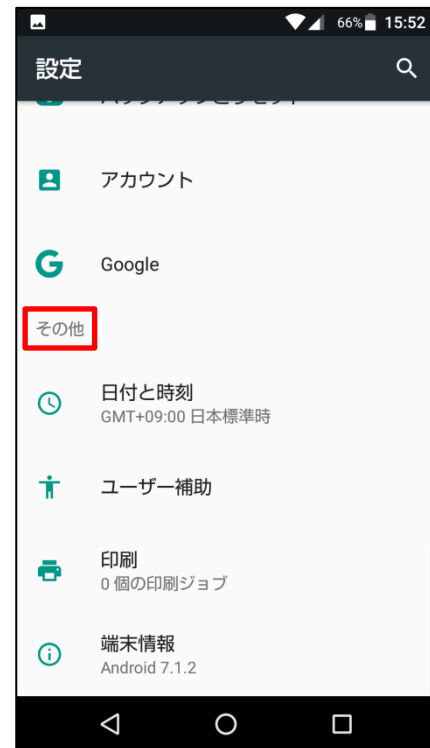 66% 15:52
設定
アカウント
Google
その他
日付と時刻
GMT+09:00 日本標準時
ユーザー補助
印刷
0 個の印刷ジョブ
端末情報
Android 7.1.2